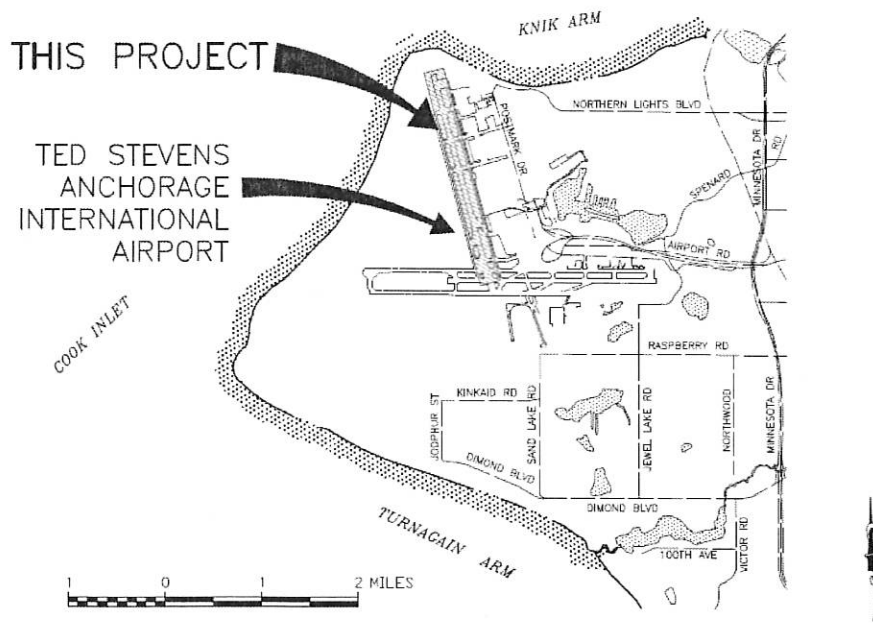 KNIK ARM
THIS PROJECT
NORTHERN LIGHTS BLVD
POSTMARK DR
MINNESOTA DR
SPENARD RD
TED STEVENS
ANCHORAGE
INTERNATIONAL
AIRPORT
AIRPORT RD
COOK INLET
RASPBERRY RD
KINKAID RD
JODPHUR ST
SAND LAKE RD
JEWEL LAKE RD
NORTHWOOD
MINNESOTA DR
DIMOND BLVD
DIMOND BLVD
TURNAGAIN ARM
100TH AVE
VICTOR RD
1 0 1 2 MILES